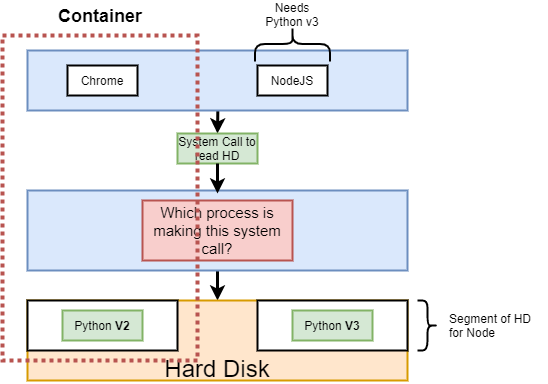 Needs
Python v3
Container
Chrome
NodeJS
System Call to
read HD
Which process is
making this system
call?
Python V2
Python V3
Segment of HD
for Node
Hard Disk